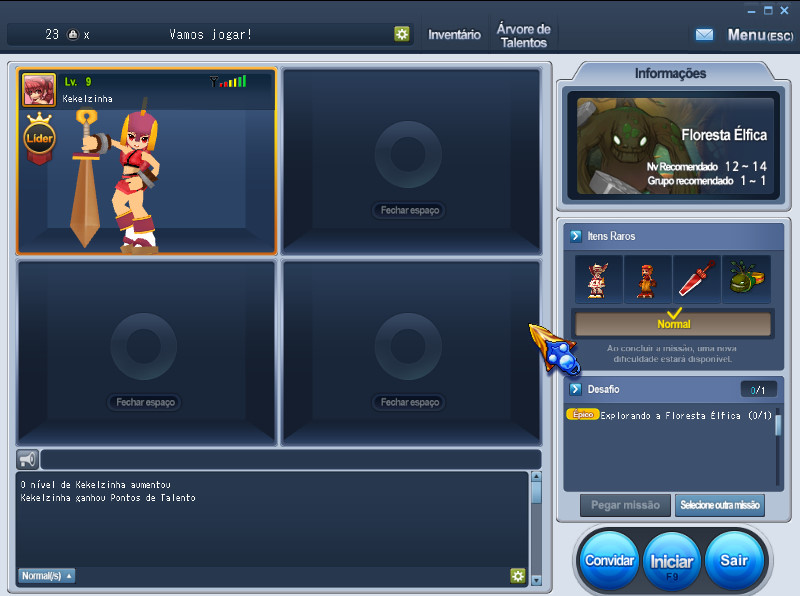 23 x Vamos jogar!
Inventário
Árvore de
Talentos
Menu(ESC)
Lv. 9
Kekelzinha
Líder
Fechar espaço
Fechar espaço
Fechar espaço
Informações
Floresta Élfica
Nv Recomendado 12 ~ 14
Grupo recomendado 1 ~ 1
Itens Raros
Normal
Ao concluir a missão, uma nova
dificuldade estará disponível.
Desafio 0/1
Épico Explorando a Floresta Élfica (0/1)
Pegar missão
Selecione outra missão
O nível de Kekelzinha aumentou
Kekelzinha ganhou Pontos de Talento
Normal(s)
Convidar
Iniciar
F9
Sair